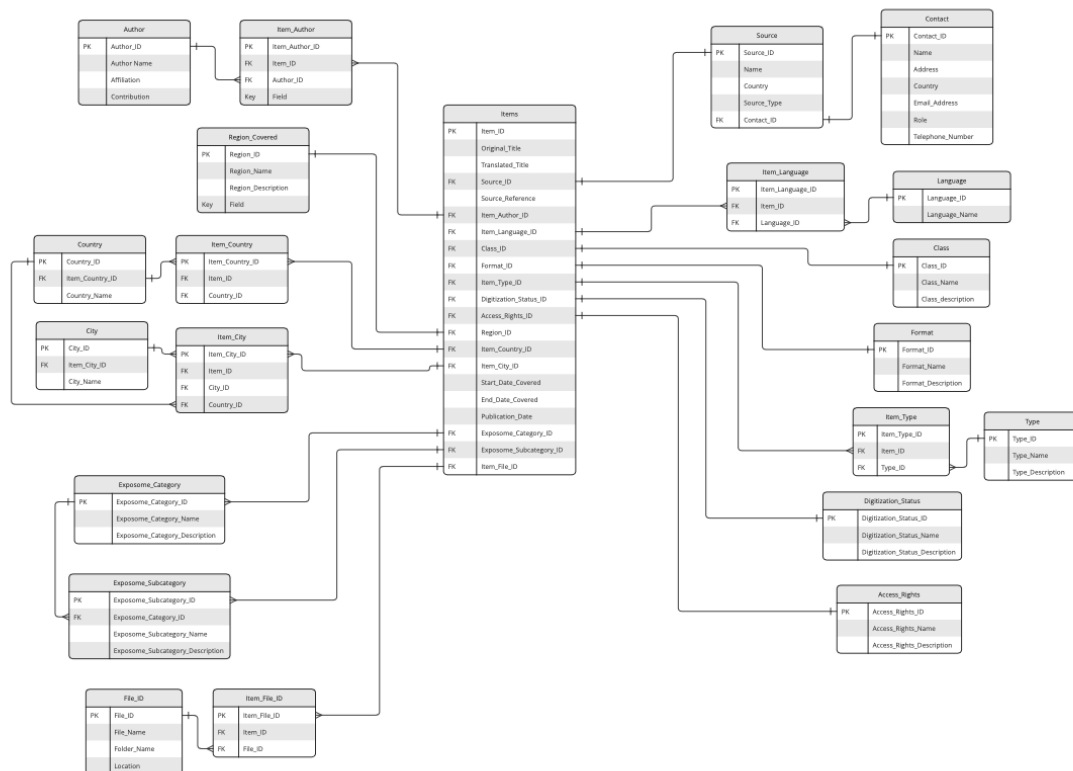 Author
PK Author_ID
Author Name
Affiliation
Contribution
Item_Author
PK Item_Author_ID
FK Item_ID
FK Author_ID
Key Field
Region_Covered
PK Region_ID
Region_Name
Region_Description
Key Field
Country
PK Country_ID
FK Item_Country_ID
Country_Name
Item_Country
PK Item_Country_ID
FK Item_ID
FK Country_ID
City
PK City_ID
FK Item_City_ID
City_Name
Item_City
PK Item_City_ID
FK Item_ID
FK City_ID
FK Country_ID
Exposome_Category
PK Exposome_Category_ID
Exposome_Category_Name
Exposome_Category_Description
Exposome_Subcategory
PK Exposome_Subcategory_ID
FK Exposome_Category_ID
Exposome_Subcategory_Name
Exposome_Subcategory_Description
File_ID
PK File_ID
File_Name
Folder_Name
Location
Item_File_ID
PK Item_File_ID
FK Item_ID
FK File_ID
Items
PK Item_ID
Original_Title
Translated_Title
FK Source_ID
Source_Reference
FK Item_Author_ID
FK Item_Language_ID
FK Class_ID
FK Format_ID
FK Item_Type_ID
FK Digitization_Status_ID
FK Access_Rights_ID
FK Region_ID
FK Item_Country_ID
FK Item_City_ID
Start_Date_Covered
End_Date_Covered
Publication_Date
FK Exposome_Category_ID
FK Exposome_Subcategory_ID
FK Item_File_ID
Source
PK Source_ID
Name
Country
Source_Type
FK Contact_ID
Contact
PK Contact_ID
Name
Address
Country
Email_Address
Role
Telephone_Number
Item_Language
PK Item_Language_ID
FK Item_ID
FK Language_ID
Language
PK Language_ID
Language_Name
Class
PK Class_ID
Class_Name
Class_description
Format
PK Format_ID
Format_Name
Format_Description
Item_Type
PK Item_Type_ID
FK Item_ID
FK Type_ID
Type
PK Type_ID
Type_Name
Type_Description
Digitization_Status
PK Digitization_Status_ID
Digitization_Status_Name
Digitization_Status_Description
Access_Rights
PK Access_Rights_ID
Access_Rights_Name
Access_Rights_Description